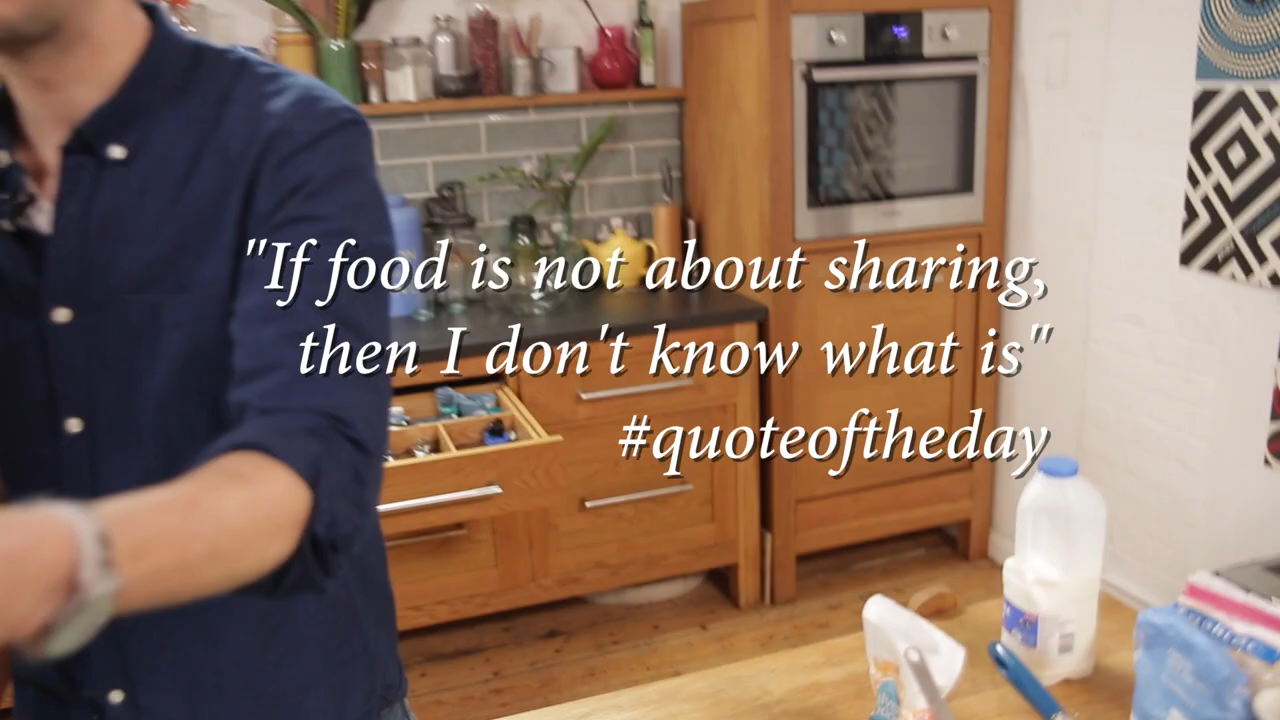 "If food is not about sharing,
then I don't know what is"
#quoteoftheday